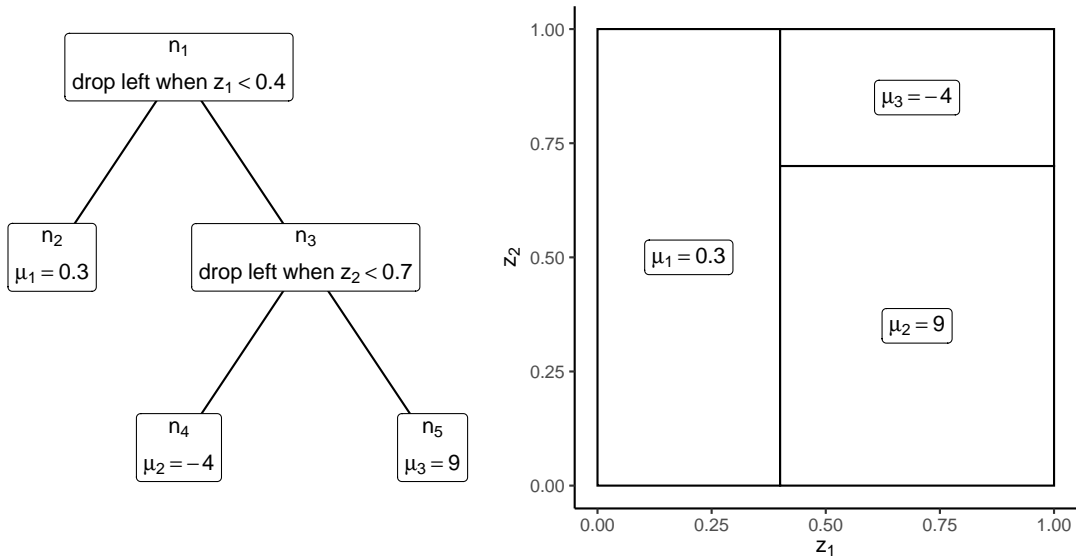 n₁
drop left when z₁ < 0.4
n₂
μ₁ = 0.3
n₃
drop left when z₂ < 0.7
n₄
μ₂ = −4
n₅
μ₃ = 9
1.00
0.75
0.50
0.25
0.00
z₂
μ₃ = −4
μ₁ = 0.3
μ₂ = 9
0.00 0.25 0.50 0.75 1.00
z₁